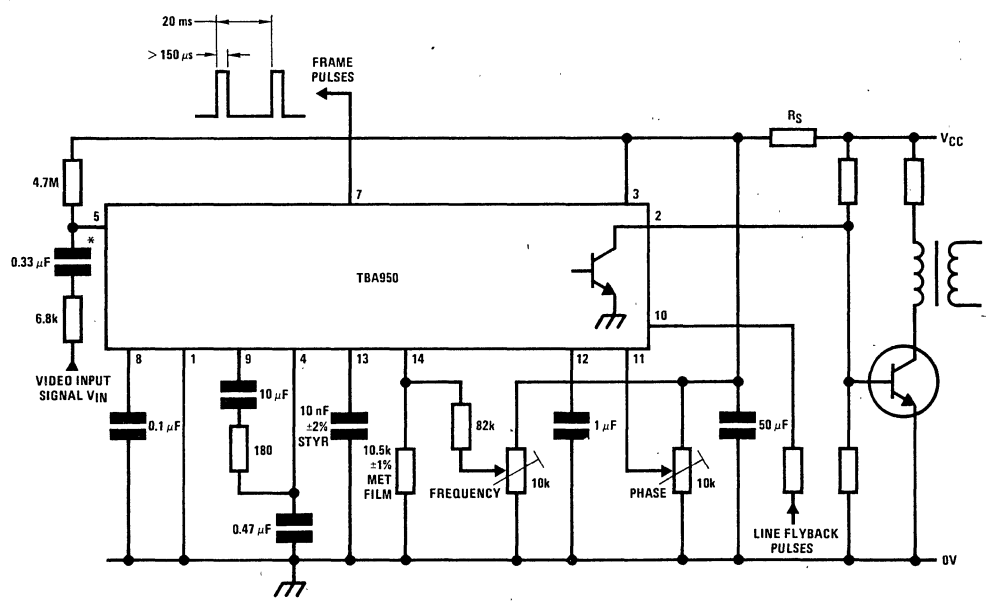 20 ms
> 150 μs
FRAME
PULSES
RS
VCC
4.7M
7
3
5
2
*
0.33 μF
TBA950
6.8k
10
8
1
9
4
13
14
12
11
VIDEO INPUT
SIGNAL VIN
10 μF
0.1 μF
10 nF
±2%
STYR
82k
1 μF
50 μF
180
10.5k
±1%
MET
FILM
FREQUENCY
10k
PHASE
10k
0.47 μF
LINE FLYBACK
PULSES
0V